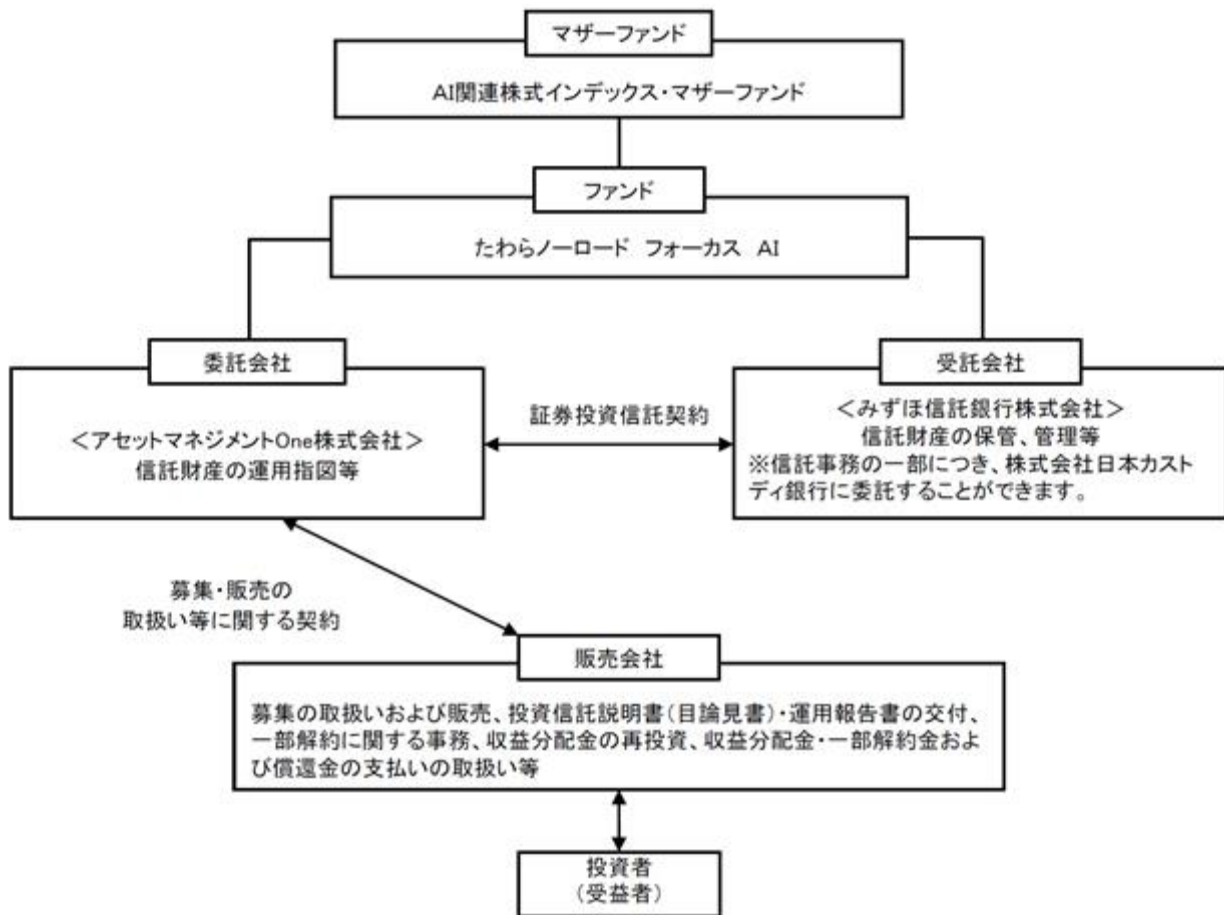 マザーファンド
AI関連株式インデックス・マザーファンド
ファンド
たわらノーロード フォーカス AI
委託会社
＜アセットマネジメントOne株式会社＞
信託財産の運用指図等
証券投資信託契約
受託会社
＜みずほ信託銀行株式会社＞
信託財産の保管、管理等
※信託事務の一部につき、株式会社日本カスト
ディ銀行に委託することができます。
募集・販売の
取扱い等に関する契約
販売会社
募集の取扱いおよび販売、投資信託説明書（目論見書）・運用報告書の交付、
一部解約に関する事務、収益分配金の再投資、収益分配金・一部解約金およ
び償還金の支払いの取扱い等
投資者
（受益者）